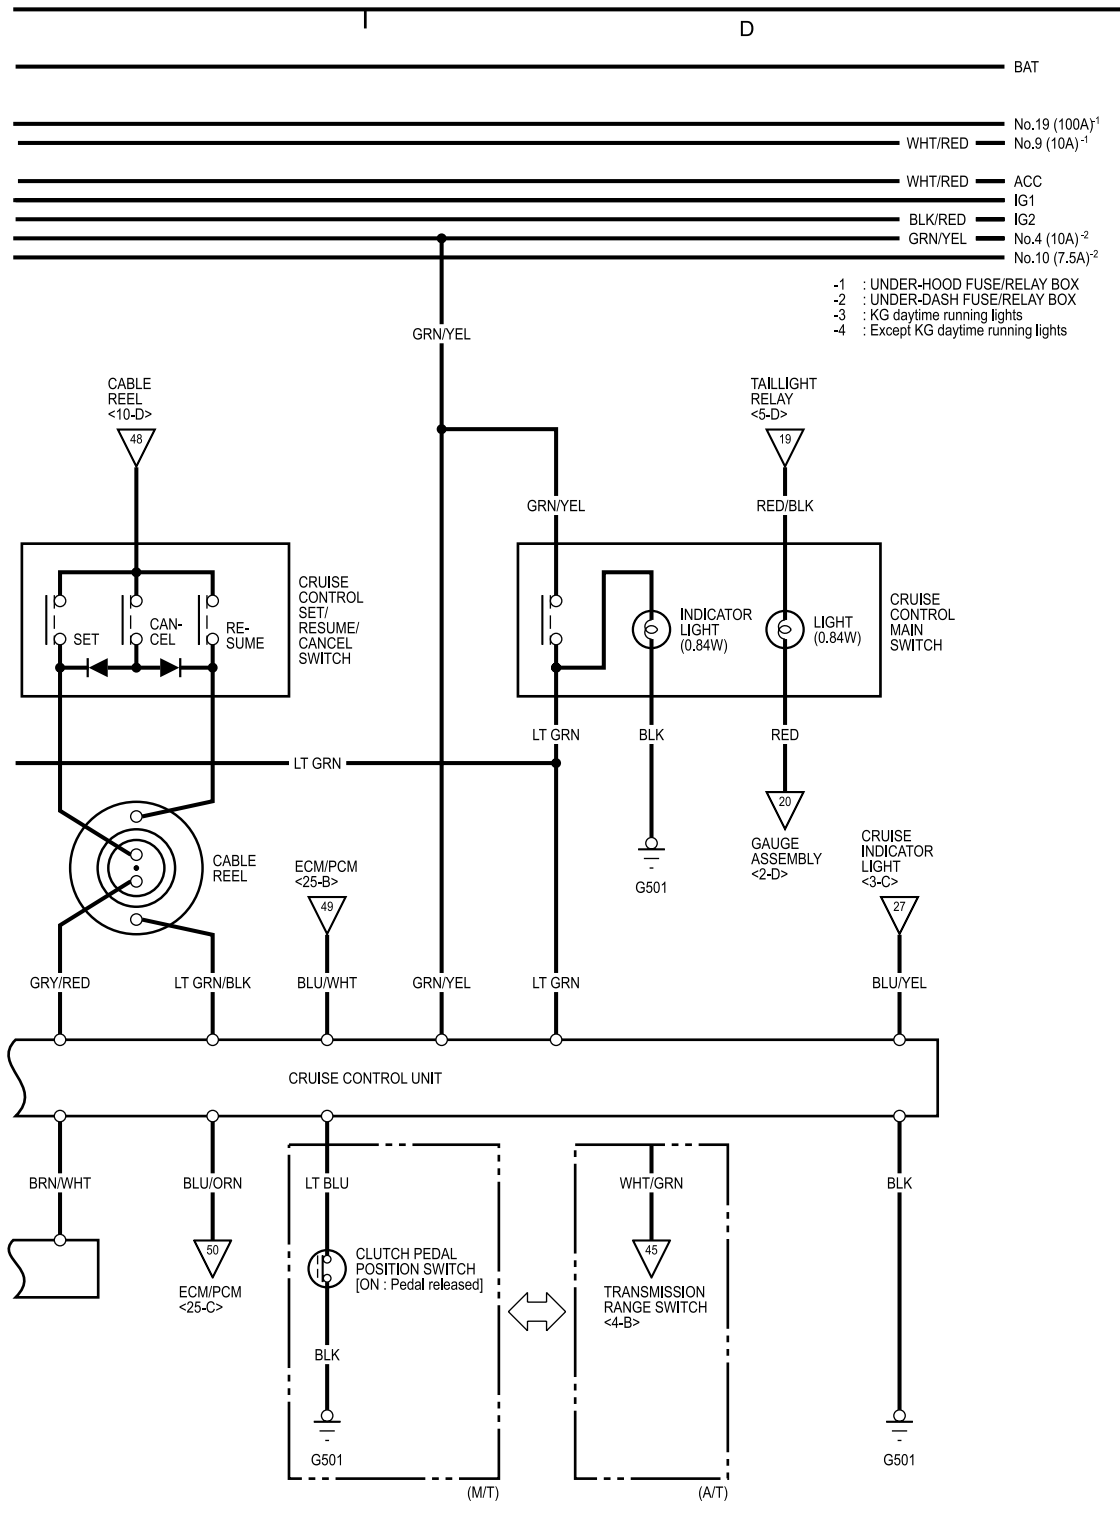 D
BAT
No.19 (100A)-1
WHT/RED
No.9 (10A) -1
WHT/RED
ACC
IG1
BLK/RED
IG2
GRN/YEL
No.4 (10A) -2
No.10 (7.5A)-2
-1 : UNDER-HOOD FUSE/RELAY BOX
-2 : UNDER-DASH FUSE/RELAY BOX
-3 : KG daytime running lights
-4 : Except KG daytime running lights
GRN/YEL
CABLE
REEL
<10-D>
48
TAILLIGHT
RELAY
<5-D>
19
GRN/YEL
RED/BLK
SET
CAN-
CEL
RE-
SUME
CRUISE
CONTROL
SET/
RESUME/
CANCEL
SWITCH
INDICATOR
LIGHT
(0.84W)
LIGHT
(0.84W)
CRUISE
CONTROL
MAIN
SWITCH
LT GRN
BLK
RED
LT GRN
20
GAUGE
ASSEMBLY
<2-D>
G501
CABLE
REEL
ECM/PCM
<25-B>
49
CRUISE
INDICATOR
LIGHT
<3-C>
27
GRY/RED
LT GRN/BLK
BLU/WHT
GRN/YEL
LT GRN
BLU/YEL
CRUISE CONTROL UNIT
BRN/WHT
BLU/ORN
LT BLU
WHT/GRN
BLK
50
ECM/PCM
<25-C>
CLUTCH PEDAL
POSITION SWITCH
[ON : Pedal released]
45
TRANSMISSION
RANGE SWITCH
<4-B>
BLK
G501
G501
(M/T)
(A/T)